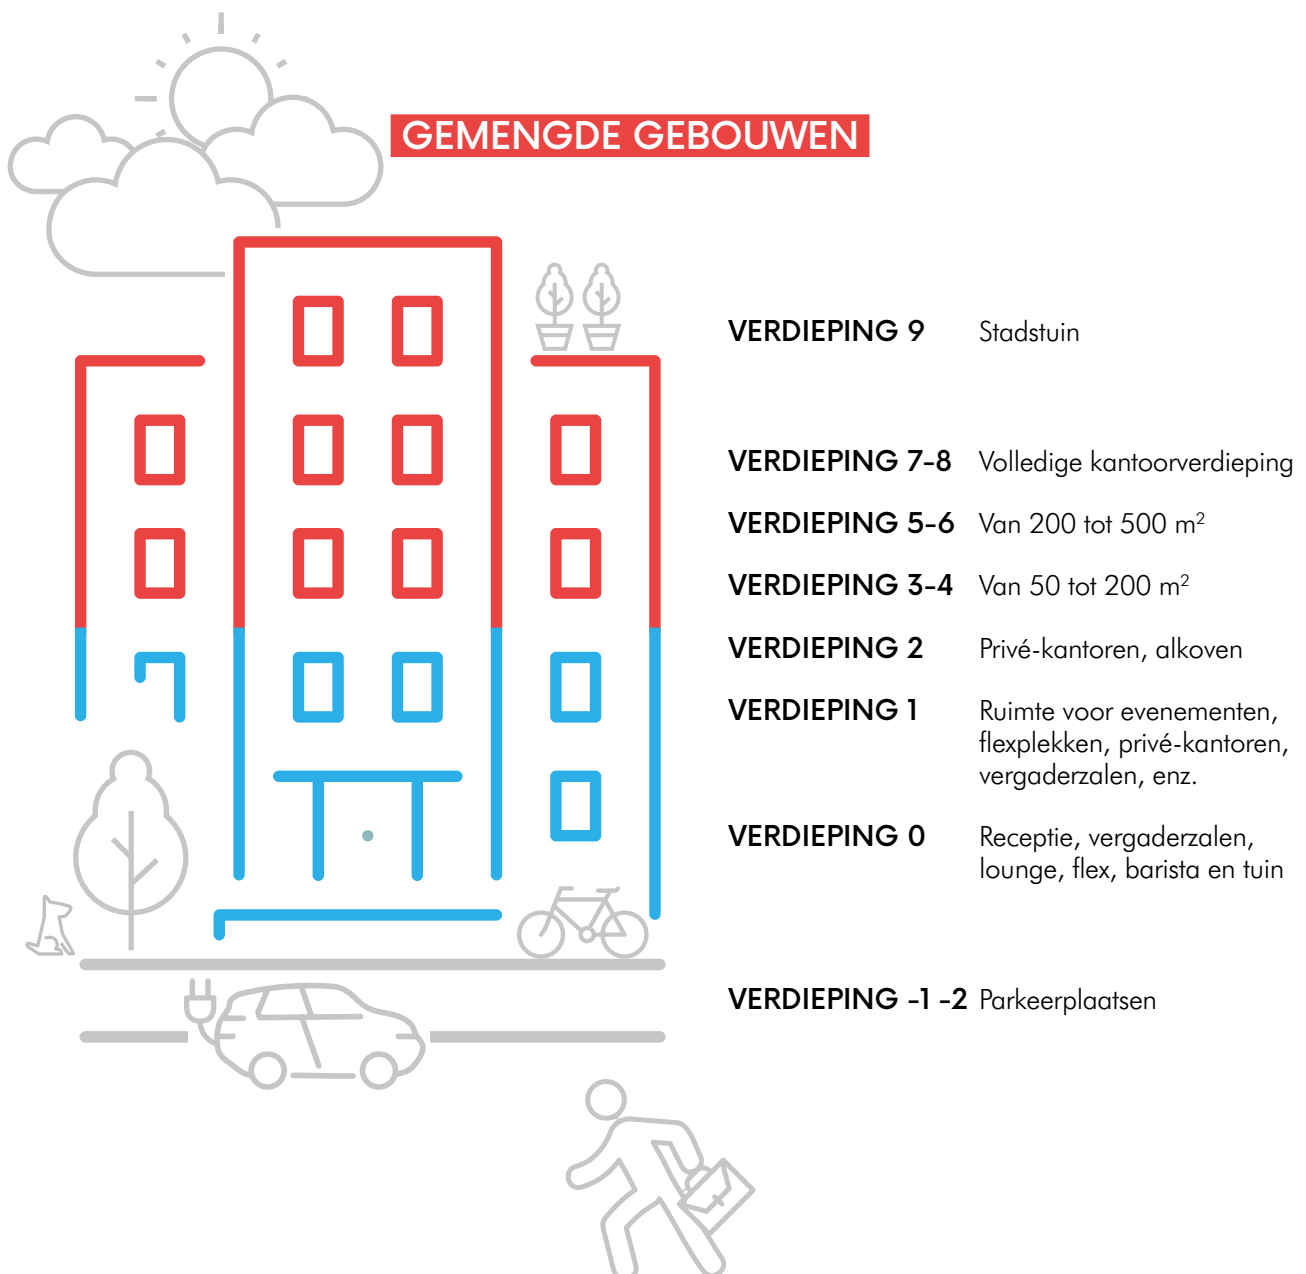 GEMENGDE GEBOUWEN
VERDIEPING 9 Stadstuin
VERDIEPING 7-8 Volledige kantoorverdieping
VERDIEPING 5-6 Van 200 tot 500 m²
VERDIEPING 3-4 Van 50 tot 200 m²
VERDIEPING 2 Privé-kantoren, alkoven
VERDIEPING 1 Ruimte voor evenementen,
flexplekken, privé-kantoren,
vergaderzalen, enz.
VERDIEPING 0 Receptie, vergaderzalen,
lounge, flex, barista en tuin
VERDIEPING -1 -2 Parkeerplaatsen